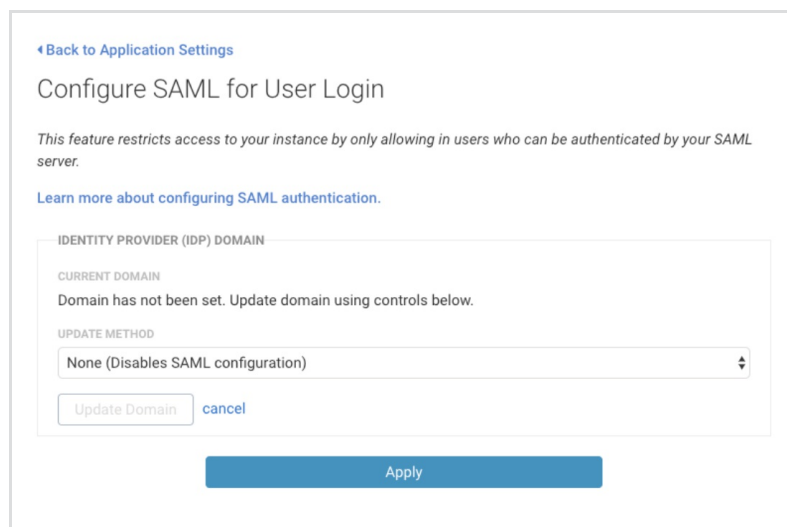 Back to Application Settings
Configure SAML for User Login
This feature restricts access to your instance by only allowing in users who can be authenticated by your SAML
server.
Learn more about configuring SAML authentication.
IDENTITY PROVIDER (IDP) DOMAIN
CURRENT DOMAIN
Domain has not been set. Update domain using controls below.
UPDATE METHOD
None (Disables SAML configuration)
Update Domain cancel
Apply